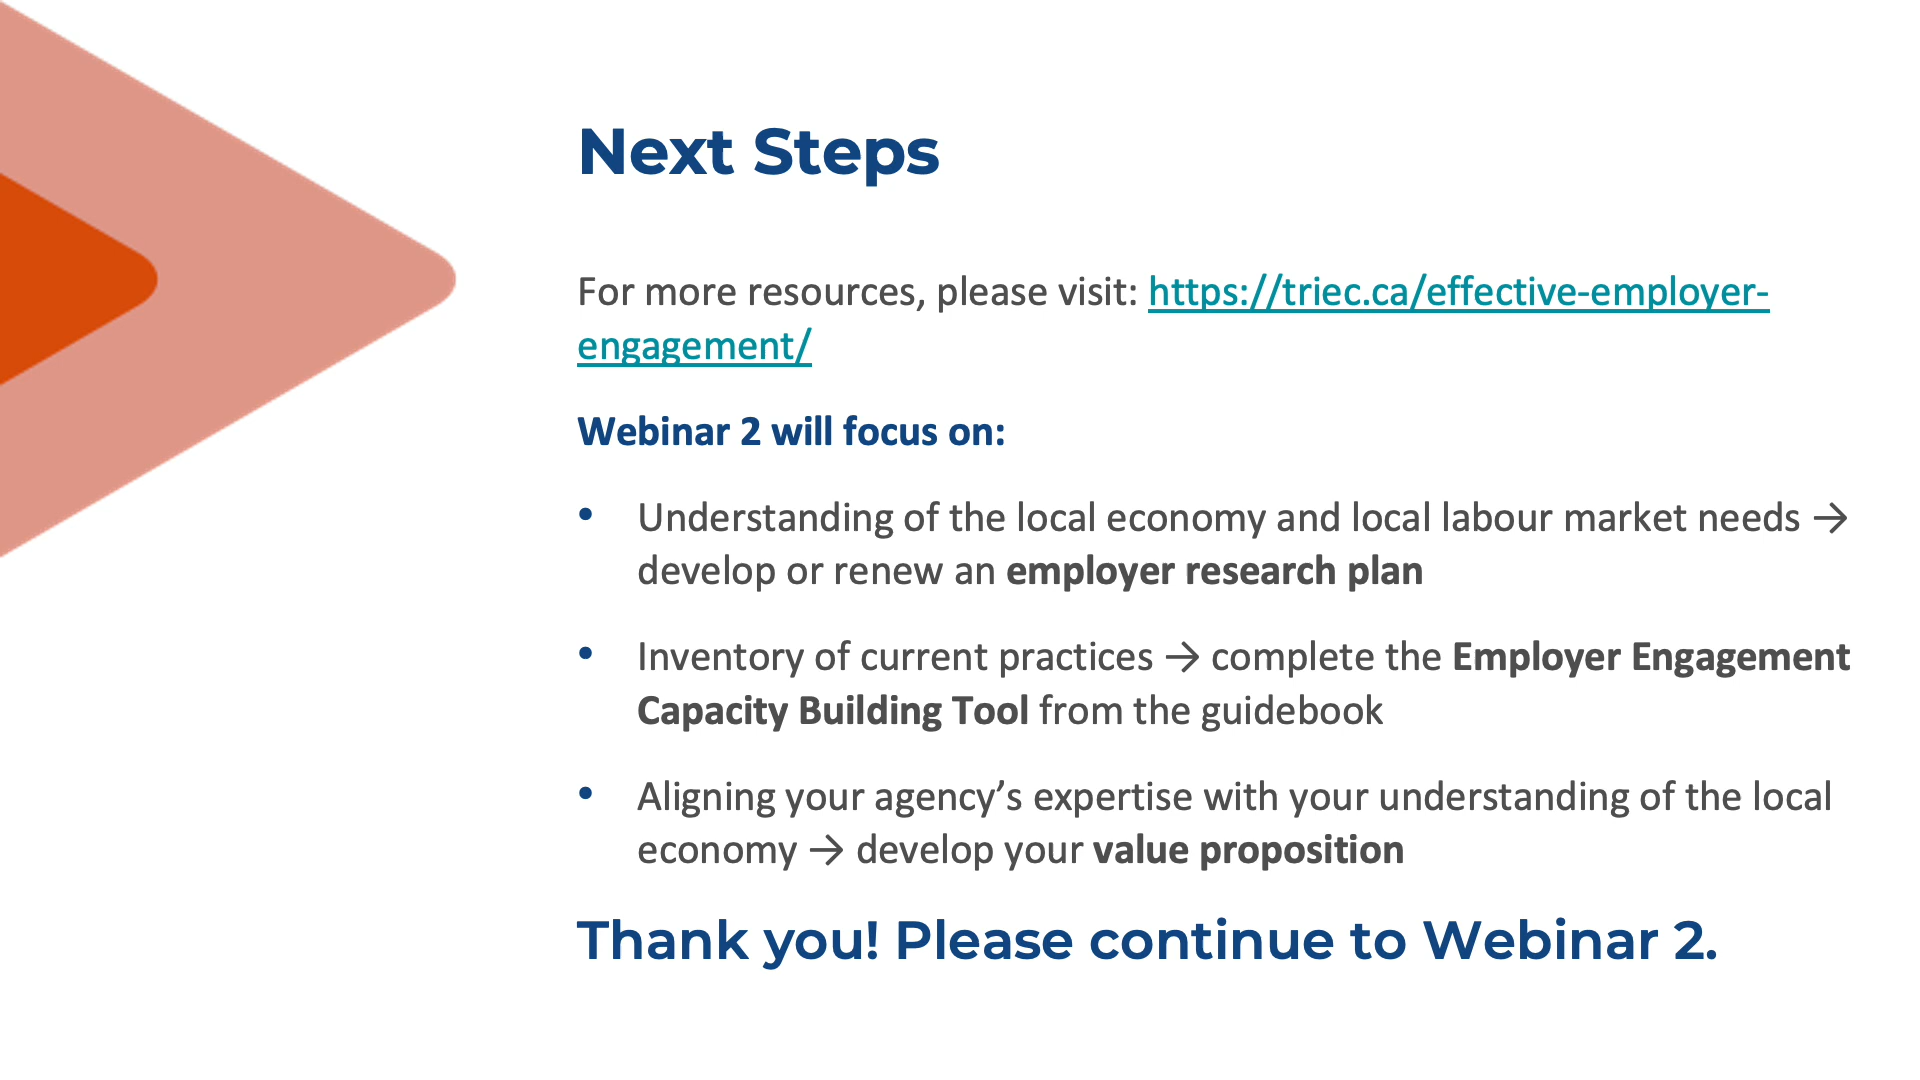 Next Steps
For more resources, please visit: https://triec.ca/effective-employer-
engagement/
Webinar 2 will focus on:
• Understanding of the local economy and local labour market needs →
develop or renew an employer research plan
• Inventory of current practices → complete the Employer Engagement
Capacity Building Tool from the guidebook
• Aligning your agency’s expertise with your understanding of the local
economy → develop your value proposition
Thank you! Please continue to Webinar 2.